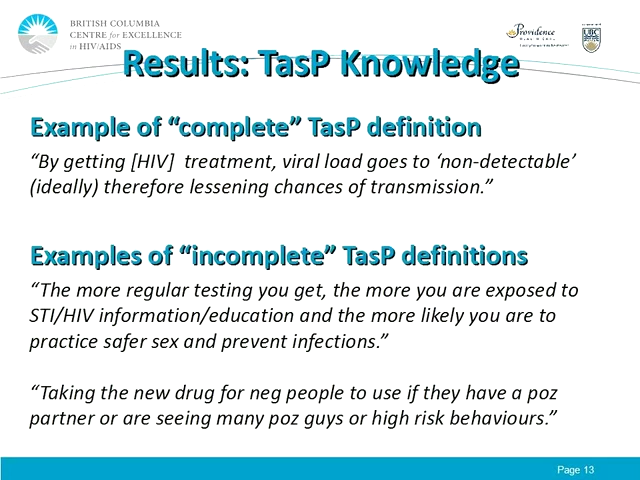 BRITISH COLUMBIA
CENTRE for EXCELLENCE
in HIV/AIDS
Providence
UBC
Results: TasP Knowledge
Example of “complete” TasP definition
“By getting [HIV]  treatment, viral load goes to ‘non-detectable’
(ideally) therefore lessening chances of transmission.”
Examples of “incomplete” TasP definitions
“The more regular testing you get, the more you are exposed to
STI/HIV information/education and the more likely you are to
practice safer sex and prevent infections.”
“Taking the new drug for neg people to use if they have a poz
partner or are seeing many poz guys or high risk behaviours.”
Page 13